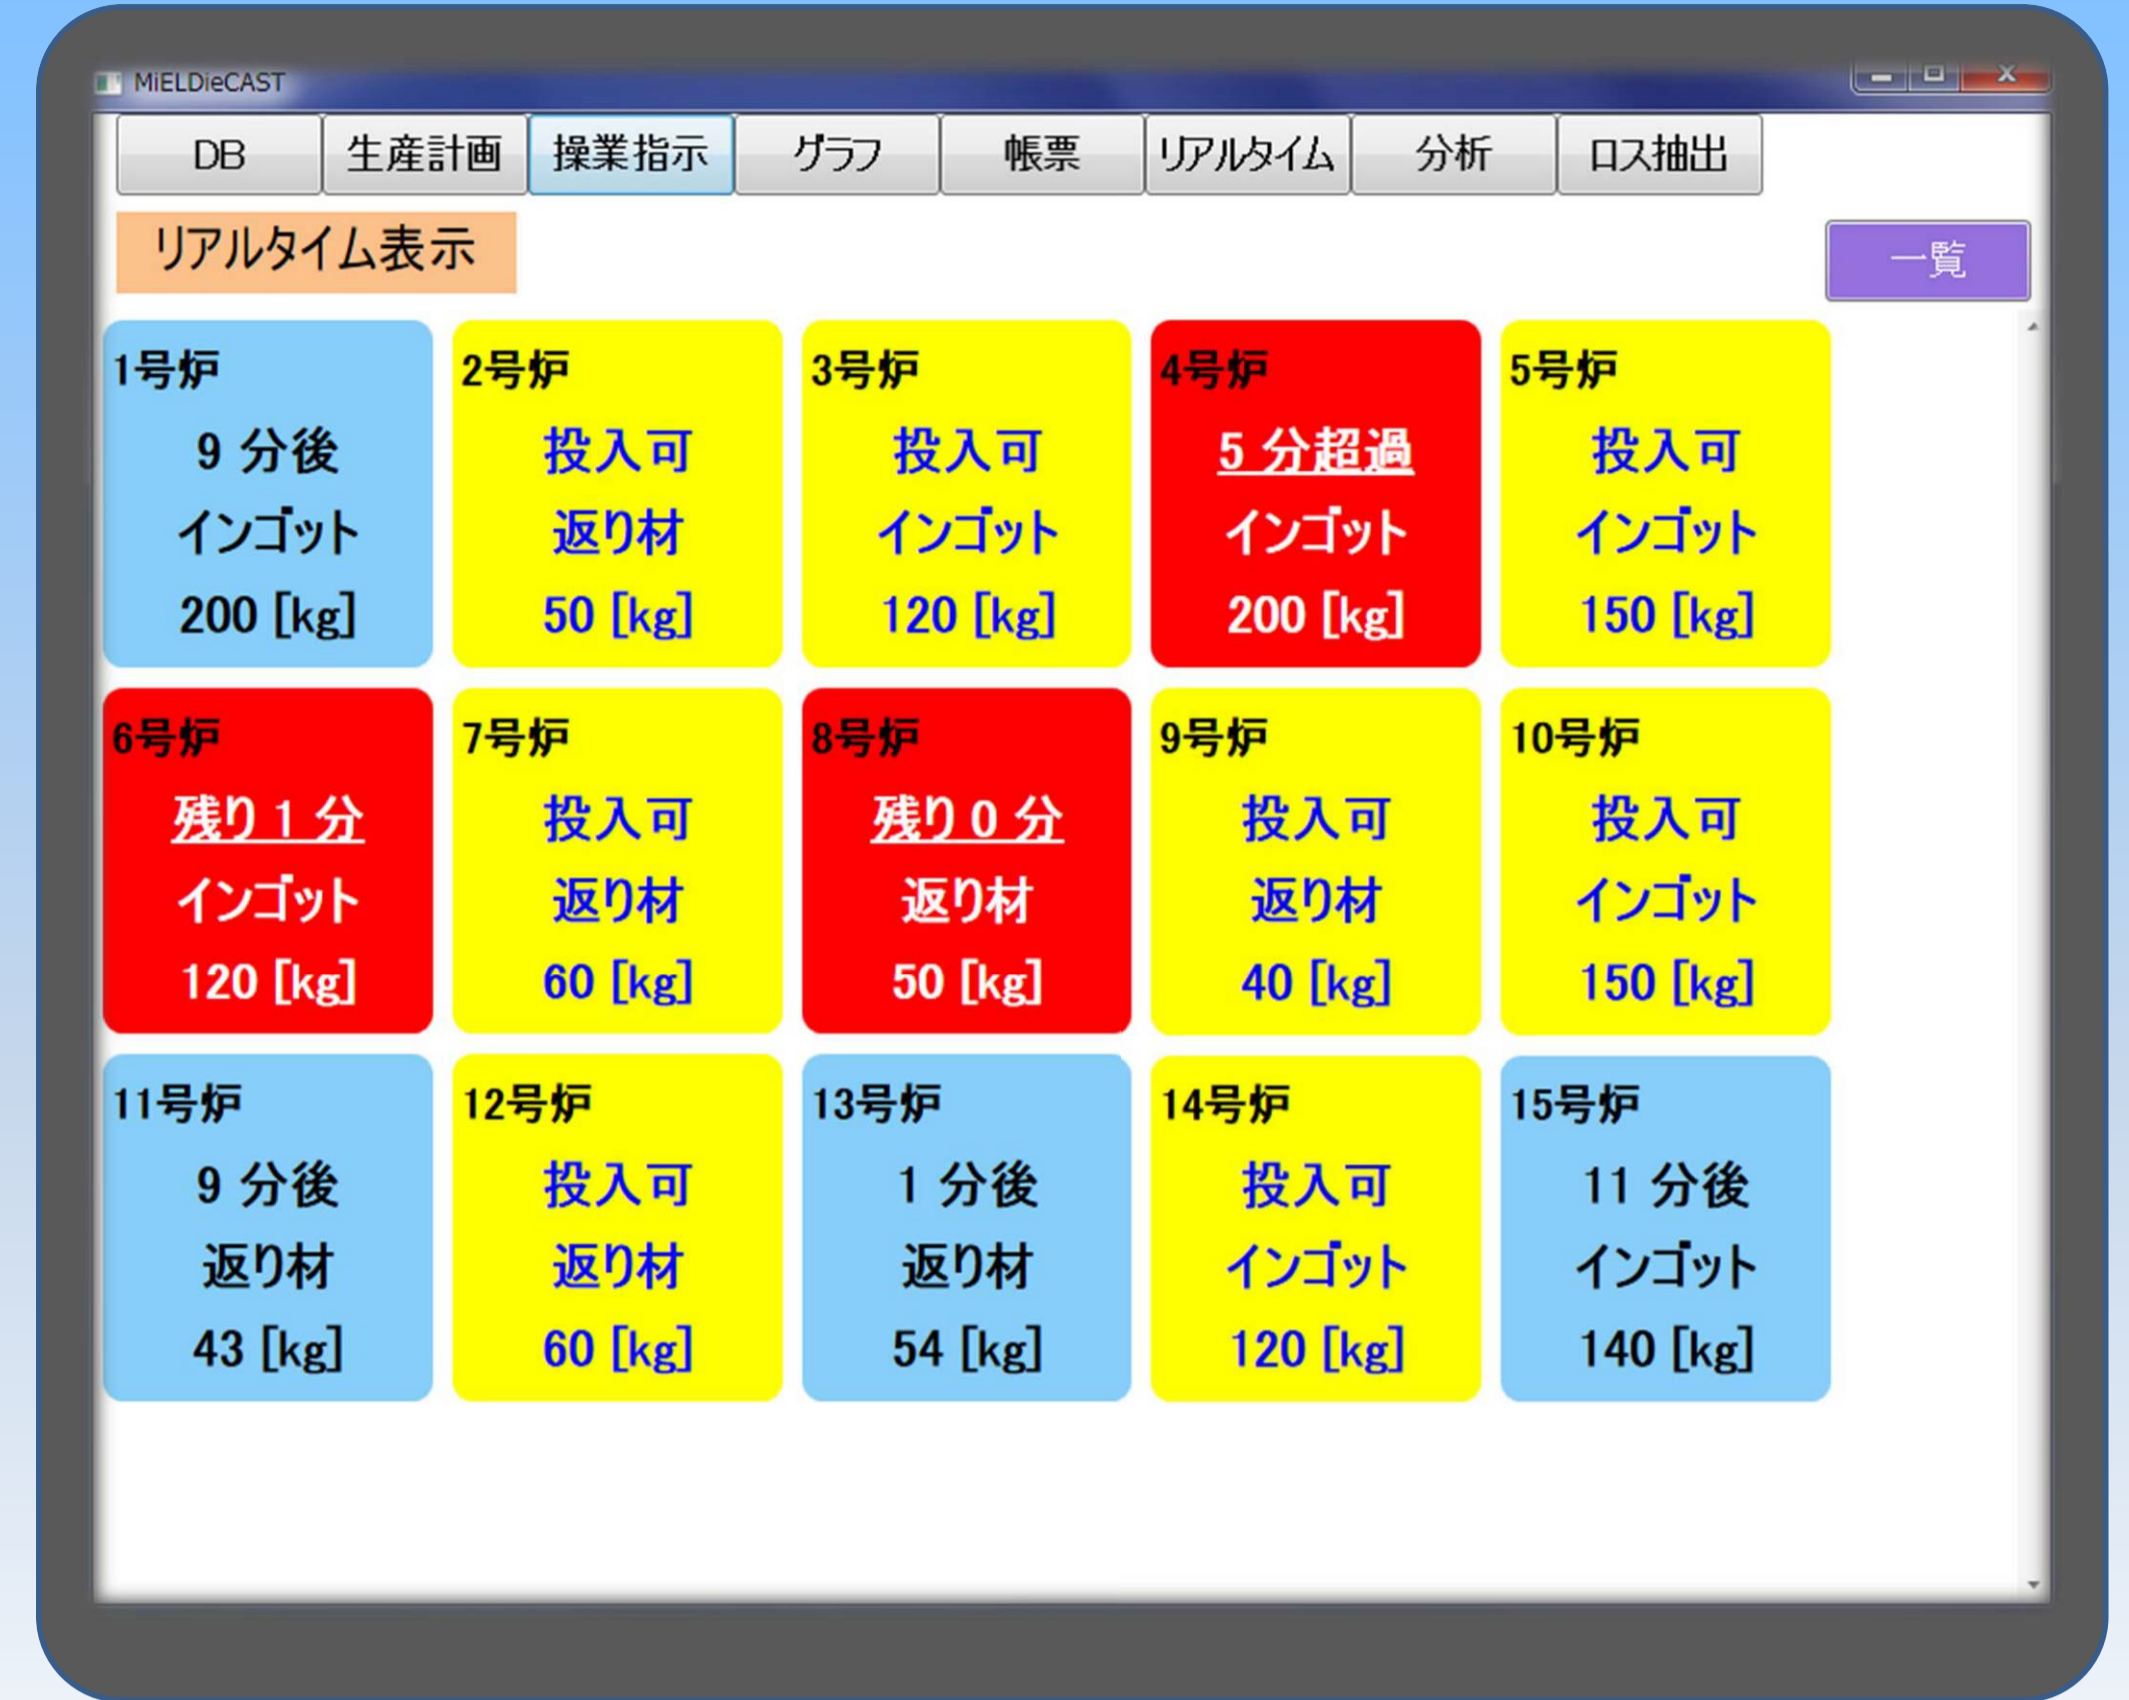 MiELDieCAST
DB 生産計画 操業指示 グラフ 帳票 リアルタイム 分析 ロス抽出
リアルタイム表示
一覧
1号炉
9 分後
インゴット
200 [kg]
2号炉
投入可
返り材
50 [kg]
3号炉
投入可
インゴット
120 [kg]
4号炉
5 分超過
インゴット
200 [kg]
5号炉
投入可
インゴット
150 [kg]
6号炉
残り 1 分
インゴット
120 [kg]
7号炉
投入可
返り材
60 [kg]
8号炉
残り 0 分
返り材
50 [kg]
9号炉
投入可
返り材
40 [kg]
10号炉
投入可
インゴット
150 [kg]
11号炉
9 分後
返り材
43 [kg]
12号炉
投入可
返り材
60 [kg]
13号炉
1 分後
返り材
54 [kg]
14号炉
投入可
インゴット
120 [kg]
15号炉
11 分後
インゴット
140 [kg]